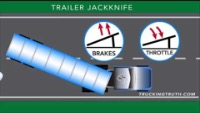 TRAILER JACKKNIFE
BRAKES
THROTTLE
TRUCKINGTRUTH.COM